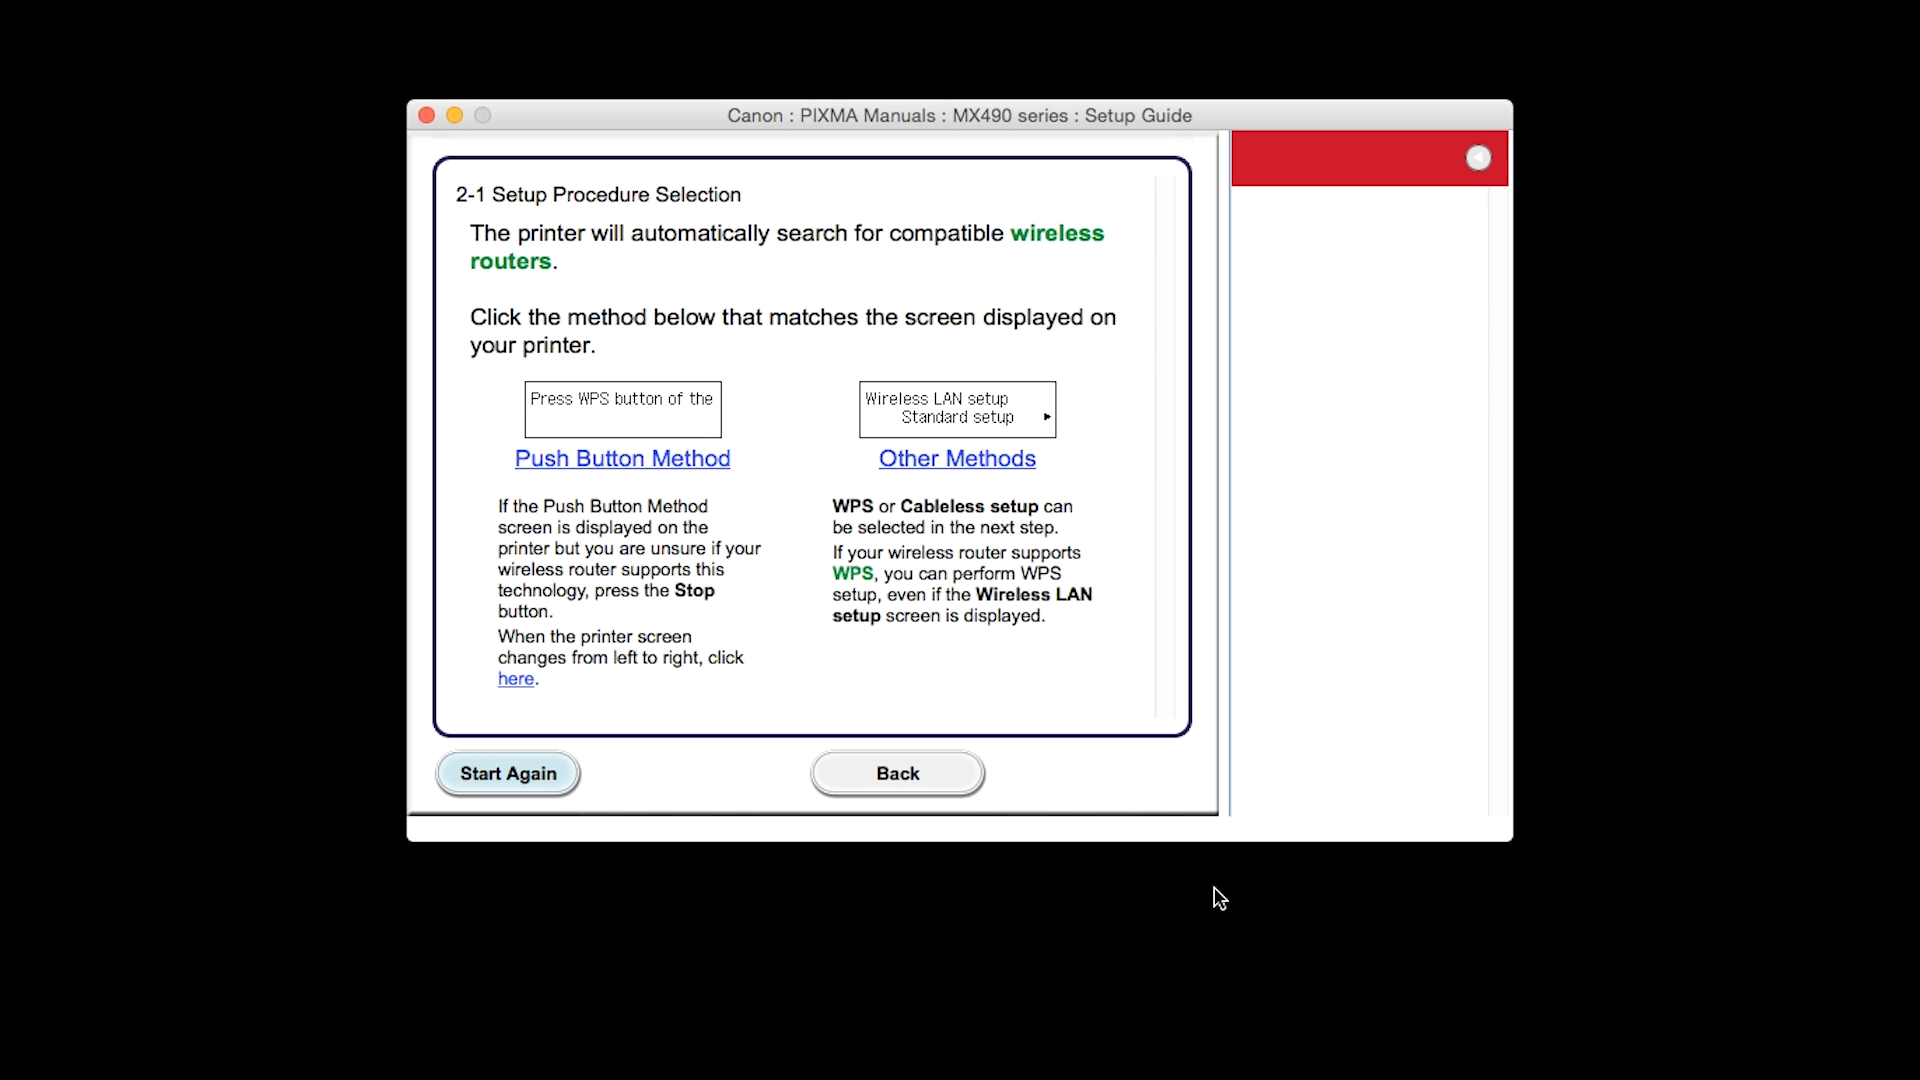 Canon : PIXMA Manuals : MX490 series : Setup Guide
2-1 Setup Procedure Selection
The printer will automatically search for compatible wireless
routers.
Click the method below that matches the screen displayed on
your printer.
Press WPS button of the
Push Button Method
If the Push Button Method
screen is displayed on the
printer but you are unsure if your
wireless router supports this
technology, press the Stop
button.
When the printer screen
changes from left to right, click
here.
Wireless LAN setup
Standard setup
Other Methods
WPS or Cableless setup can
be selected in the next step.
If your wireless router supports
WPS, you can perform WPS
setup, even if the Wireless LAN
setup screen is displayed.
Start Again
Back